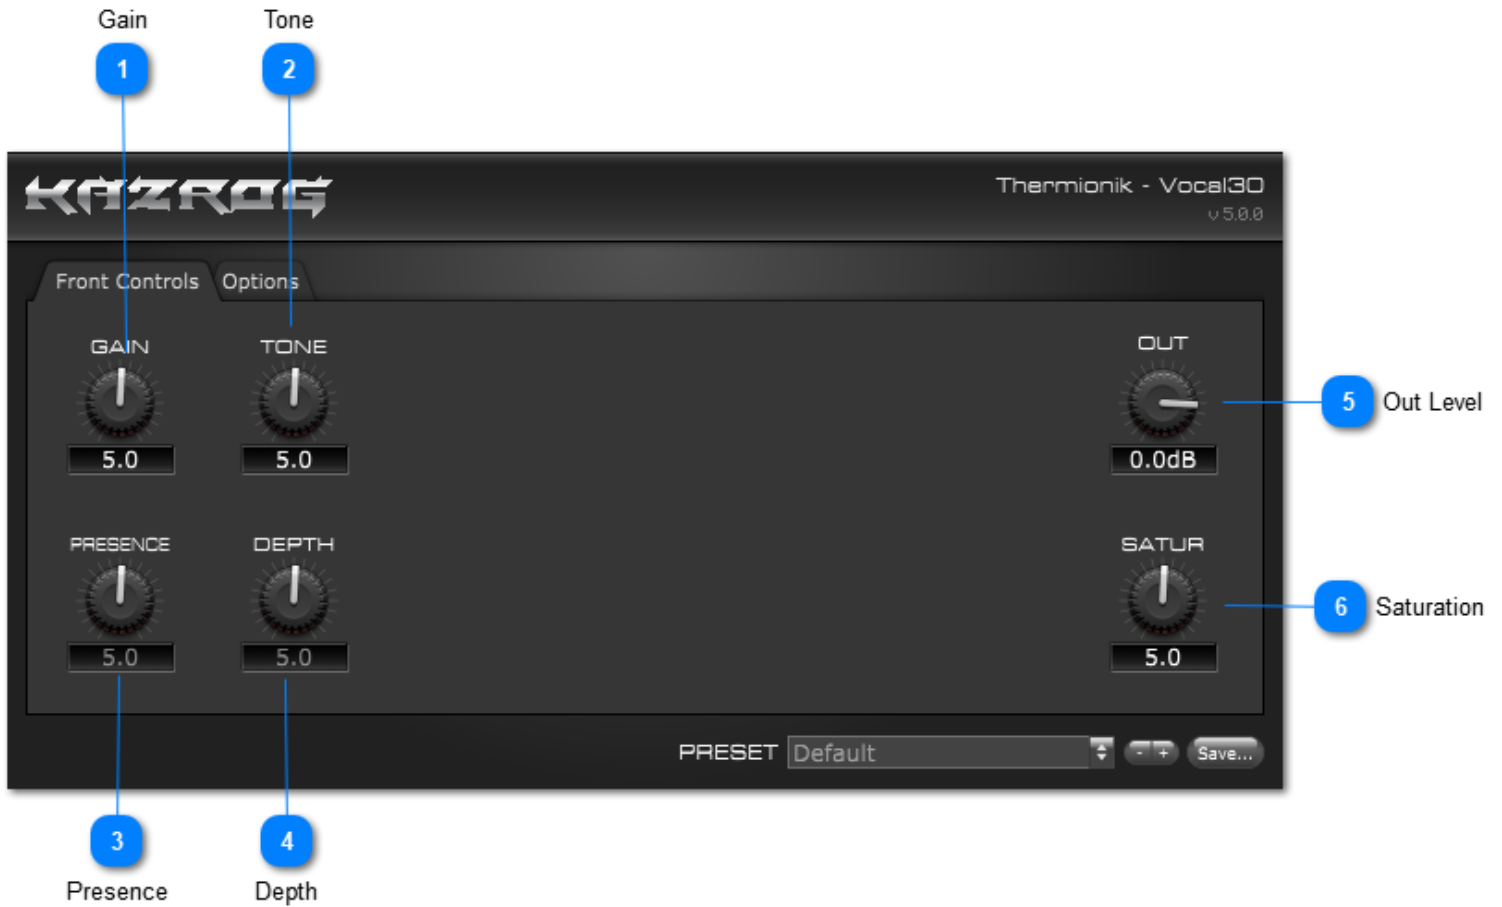 Gain
Tone
1
2
KAZROG
Thermionik - Vocal30
v 5.0.0
Front Controls
Options
GAIN
TONE
OUT
5.0
5.0
0.0dB
5
Out Level
PRESENCE
DEPTH
SATUR
5.0
5.0
5.0
6
Saturation
PRESET
Default
- +
Save...
3
4
Presence
Depth